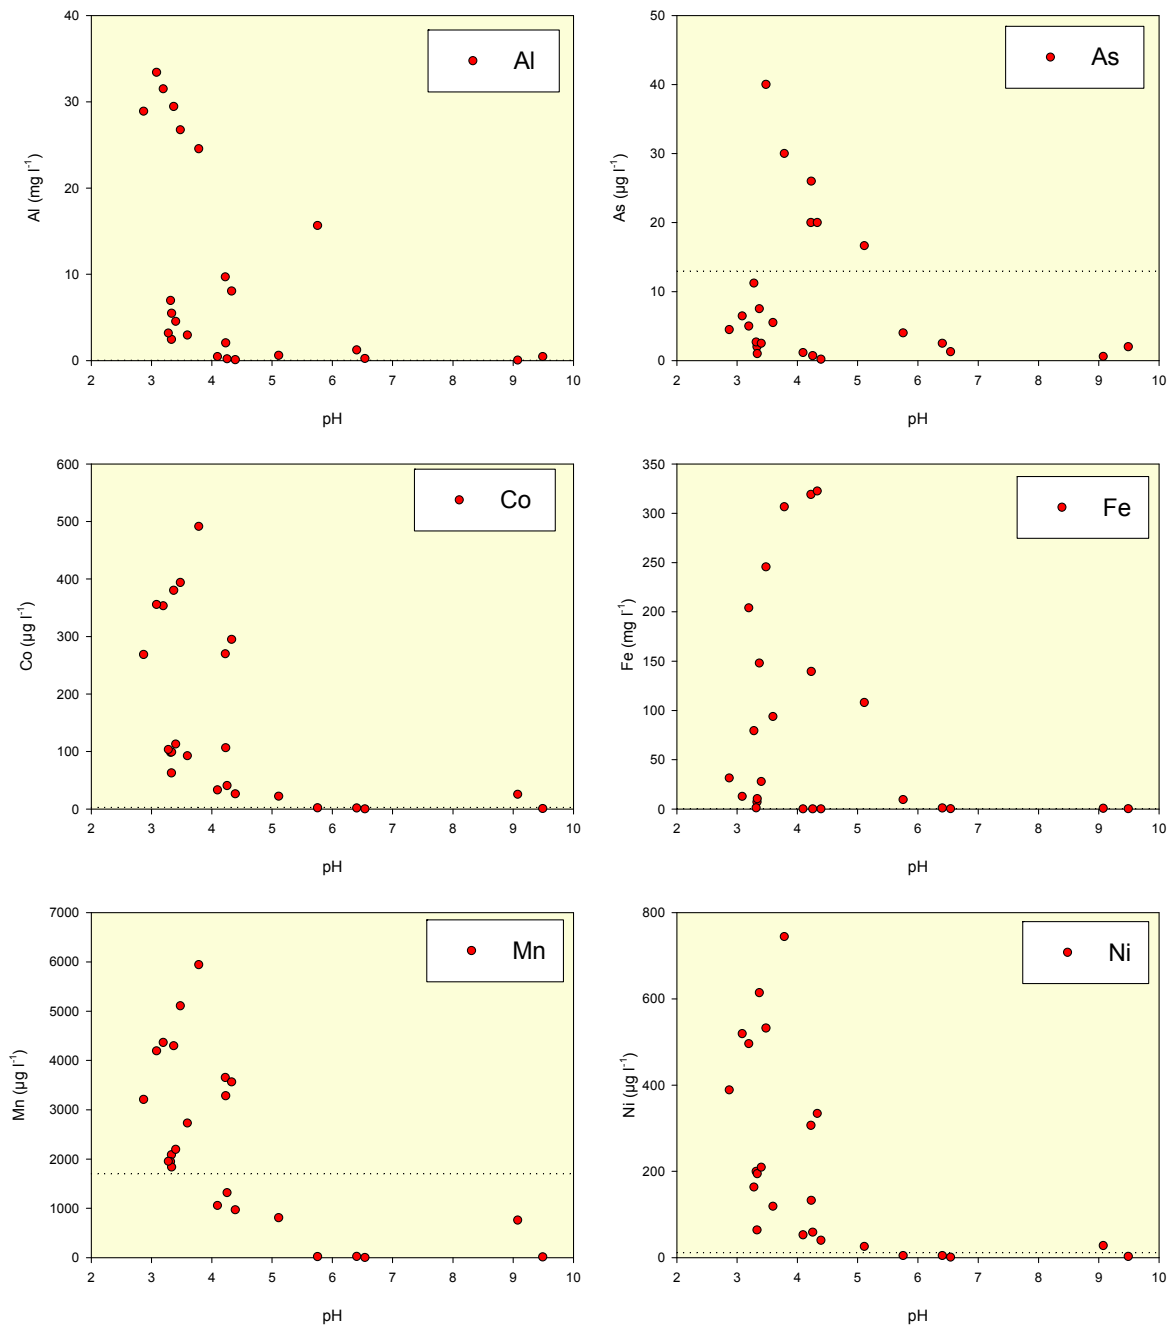 40
30
20
10
0
Al (mg l-1)
Al
2 3 4 5 6 7 8 9 10
pH
50
40
30
20
10
0
As (µg l-1)
As
2 3 4 5 6 7 8 9 10
pH
600
500
400
300
200
100
0
Co (µg l-1)
Co
2 3 4 5 6 7 8 9 10
pH
350
300
250
200
150
100
50
0
Fe (mg l-1)
Fe
2 3 4 5 6 7 8 9 10
pH
7000
6000
5000
4000
3000
2000
1000
0
Mn (µg l-1)
Mn
2 3 4 5 6 7 8 9 10
pH
800
600
400
200
0
Ni (µg l-1)
Ni
2 3 4 5 6 7 8 9 10
pH